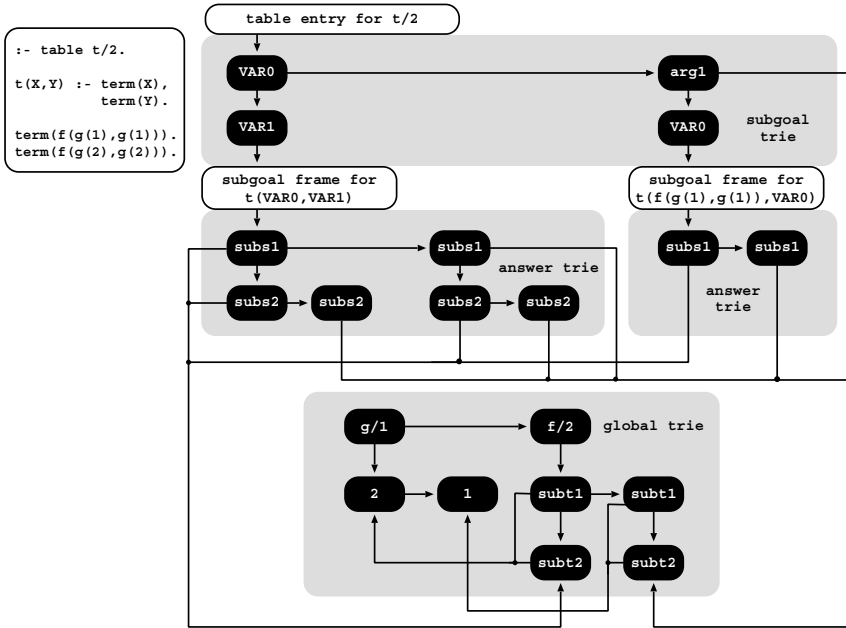 table entry for t/2
:- table t/2.
t(X,Y) :- term(X),
term(Y).
term(f(g(1),g(1))).
term(f(g(2),g(2))).
VAR0
arg1
VAR1
VAR0
subgoal
trie
subgoal frame for
t(VAR0,VAR1)
subgoal frame for
t(f(g(1),g(1)),VAR0)
subs1
subs1
answer trie
subs2
subs2
subs2
subs2
subs1
subs1
answer
trie
g/1
f/2
global trie
2
1
subt1
subt1
subt2
subt2